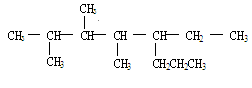 CH₃
CH₃ — CH — CH — CH — CH — CH₂ — CH₃
CH₃ CH₃ CH₂CH₂CH₃